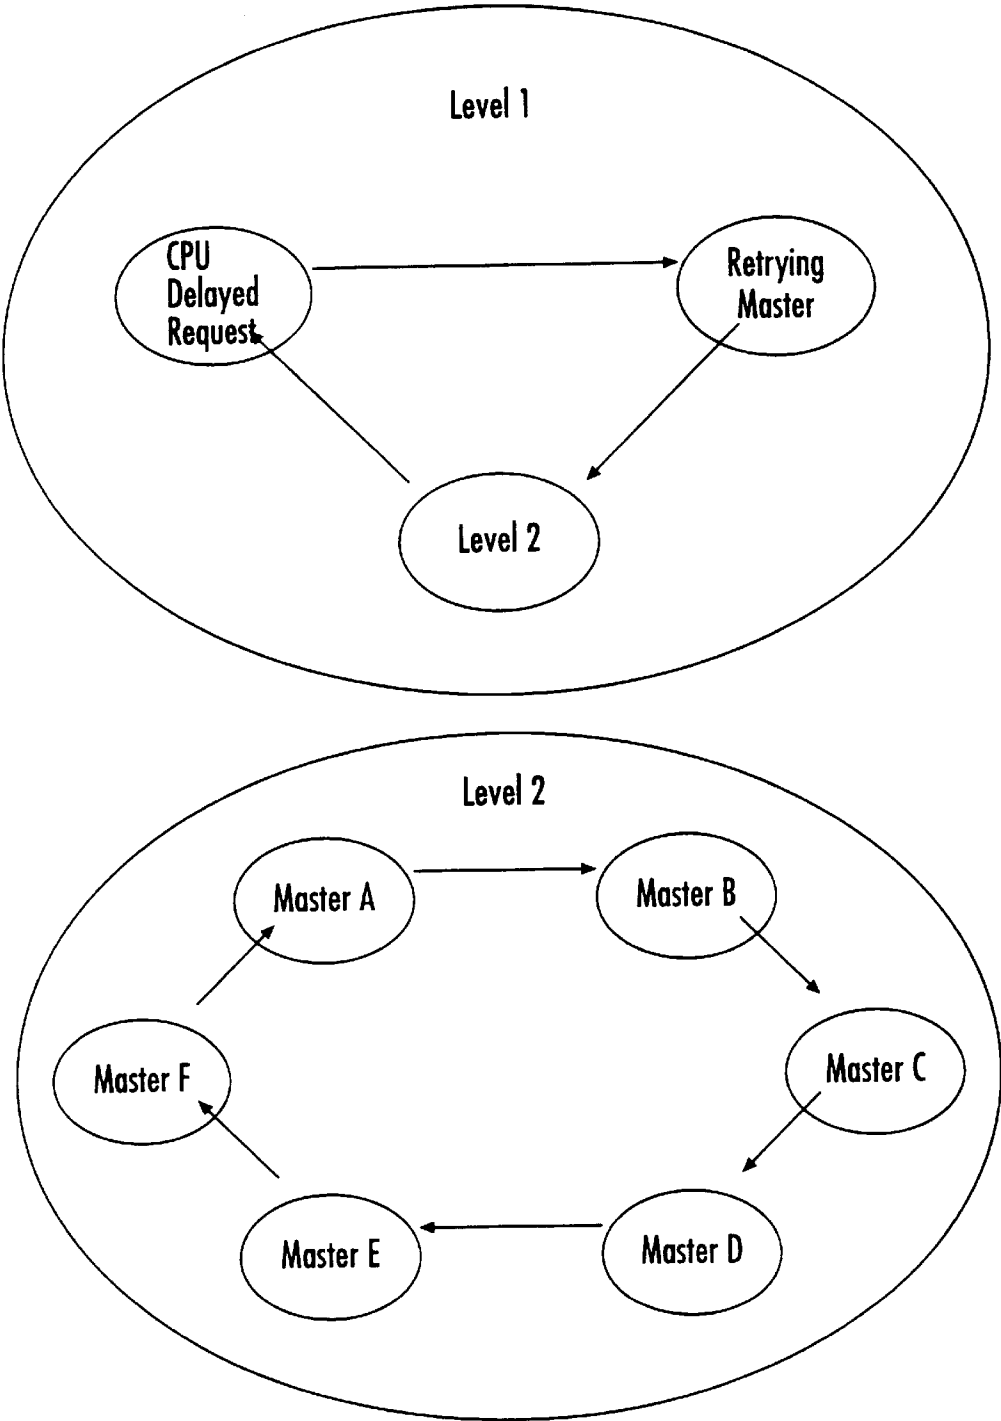 Level 1
CPU
Delayed
Request
Retrying
Master
Level 2
Level 2
Master A
Master B
Master F
Master C
Master E
Master D